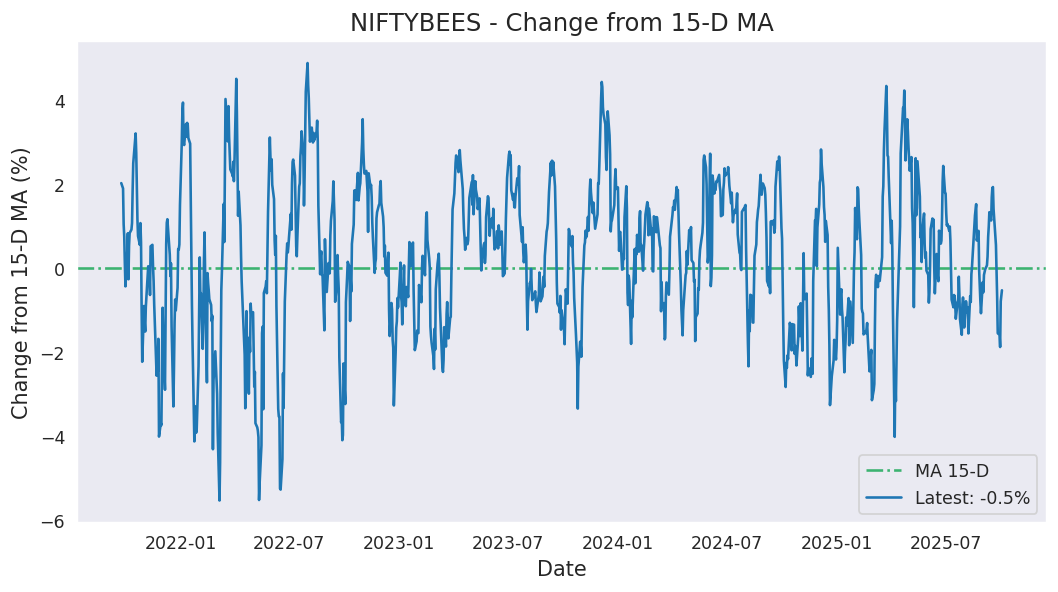 NIFTYBEES - Change from 15-D MA
Change from 15-D MA (%)
4
2
0
−2
−4
−6
2022-01
2022-07
2023-01
2023-07
2024-01
2024-07
2025-01
2025-07
Date
MA 15-D
Latest: -0.5%